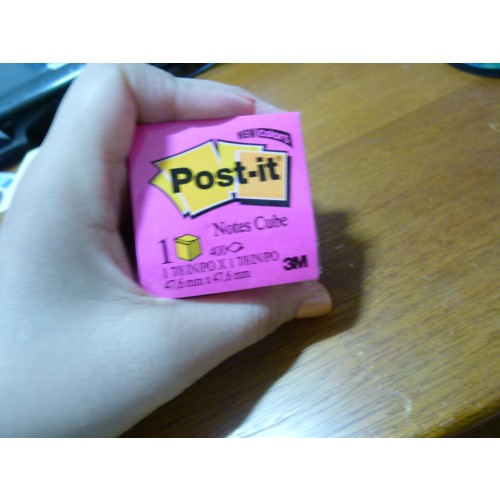 NEW colors
Post-it®
Notes Cube
1 400
1 7/8 IN/PO X 1 7/8 IN/PO
47,6 mm x 47,6 mm
3M